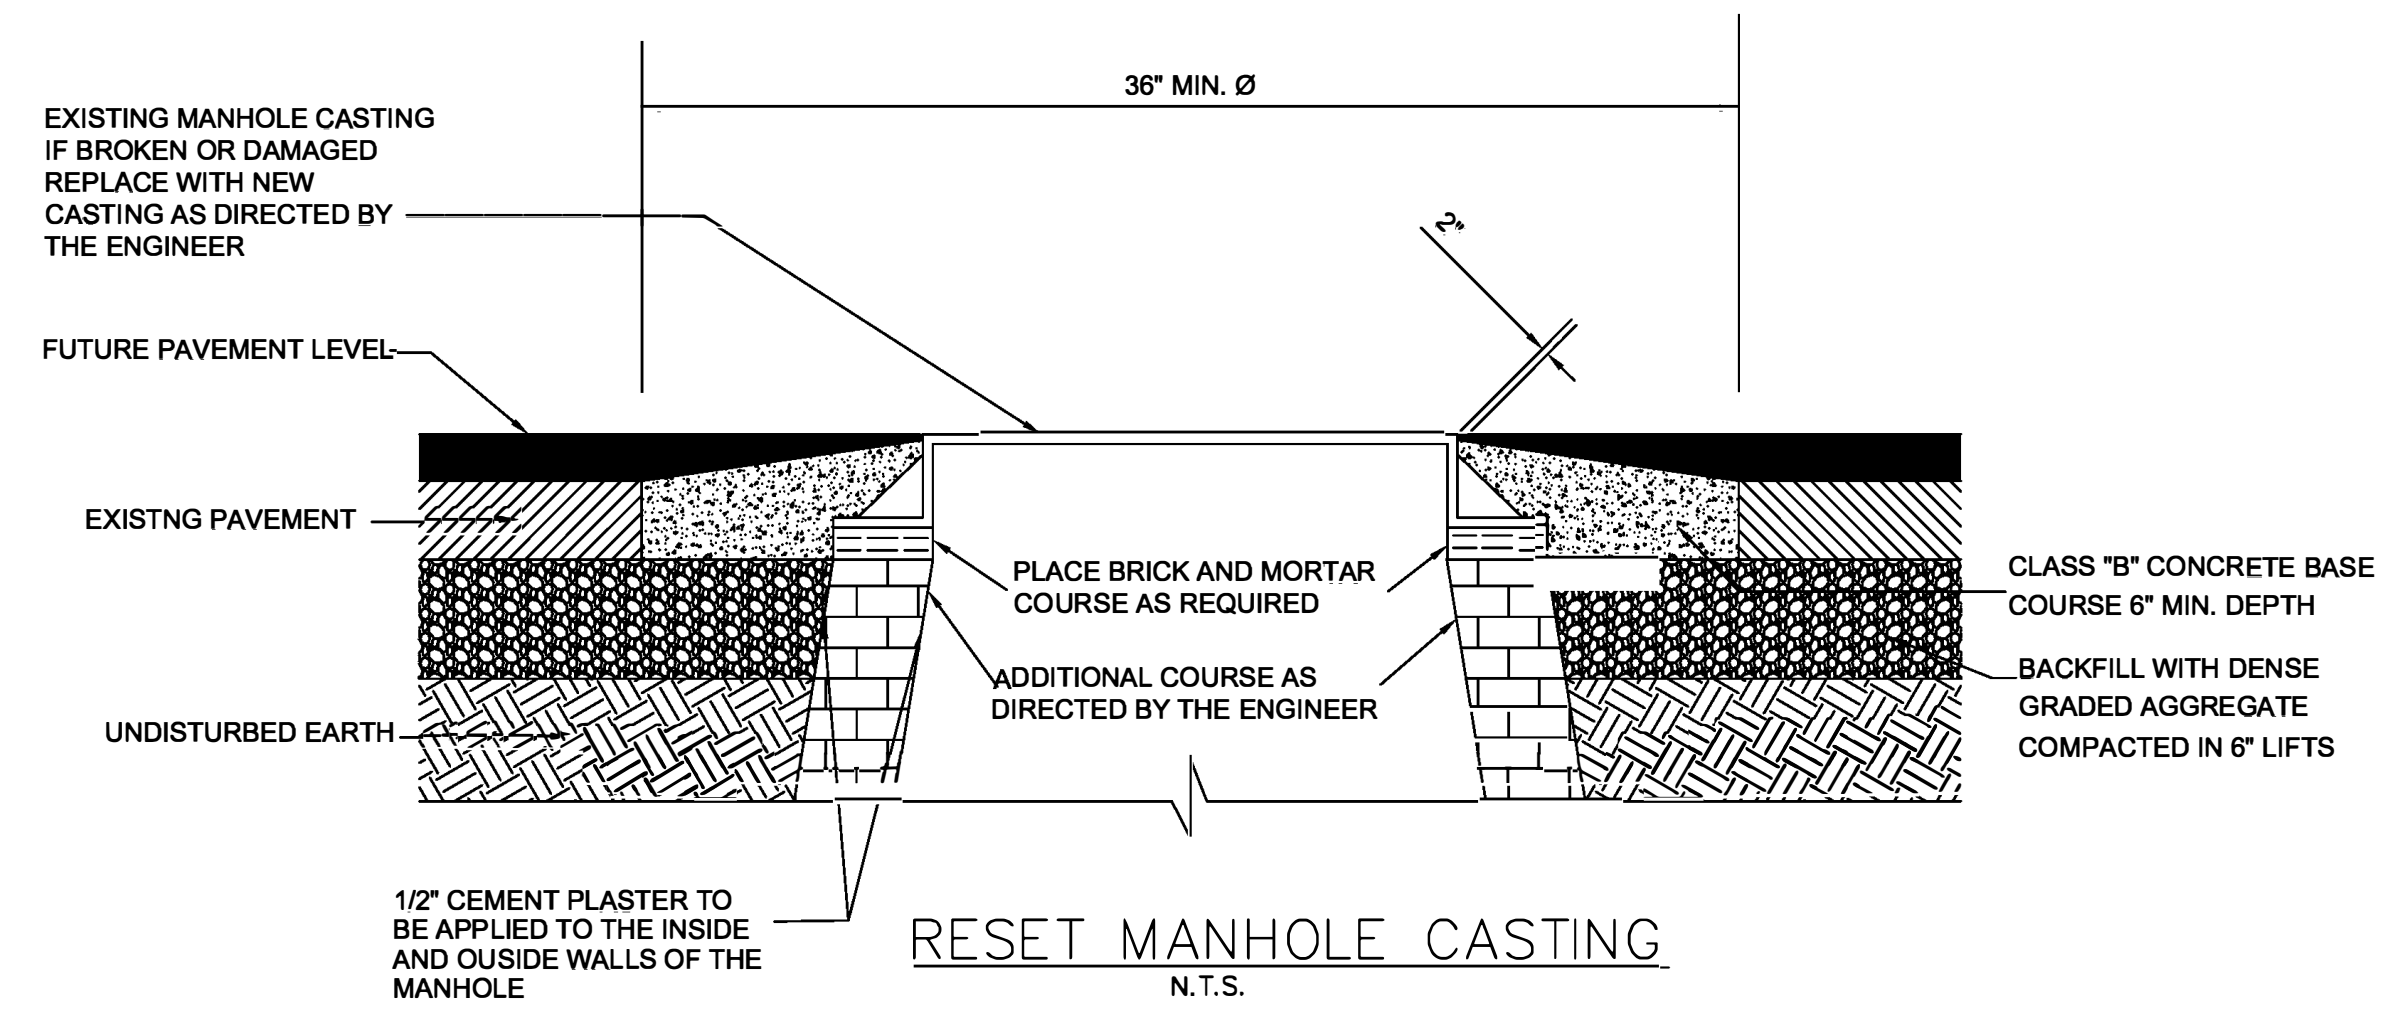 36" MIN. Ø
EXISTING MANHOLE CASTING
IF BROKEN OR DAMAGED
REPLACE WITH NEW
CASTING AS DIRECTED BY
THE ENGINEER
2"
FUTURE PAVEMENT LEVEL
EXISTNG PAVEMENT
PLACE BRICK AND MORTAR
COURSE AS REQUIRED
CLASS "B" CONCRETE BASE
COURSE 6" MIN. DEPTH
ADDITIONAL COURSE AS
DIRECTED BY THE ENGINEER
BACKFILL WITH DENSE
GRADED AGGREGATE
COMPACTED IN 6" LIFTS
UNDISTURBED EARTH
1/2" CEMENT PLASTER TO
BE APPLIED TO THE INSIDE
AND OUSIDE WALLS OF THE
MANHOLE
RESET MANHOLE CASTING
N.T.S.